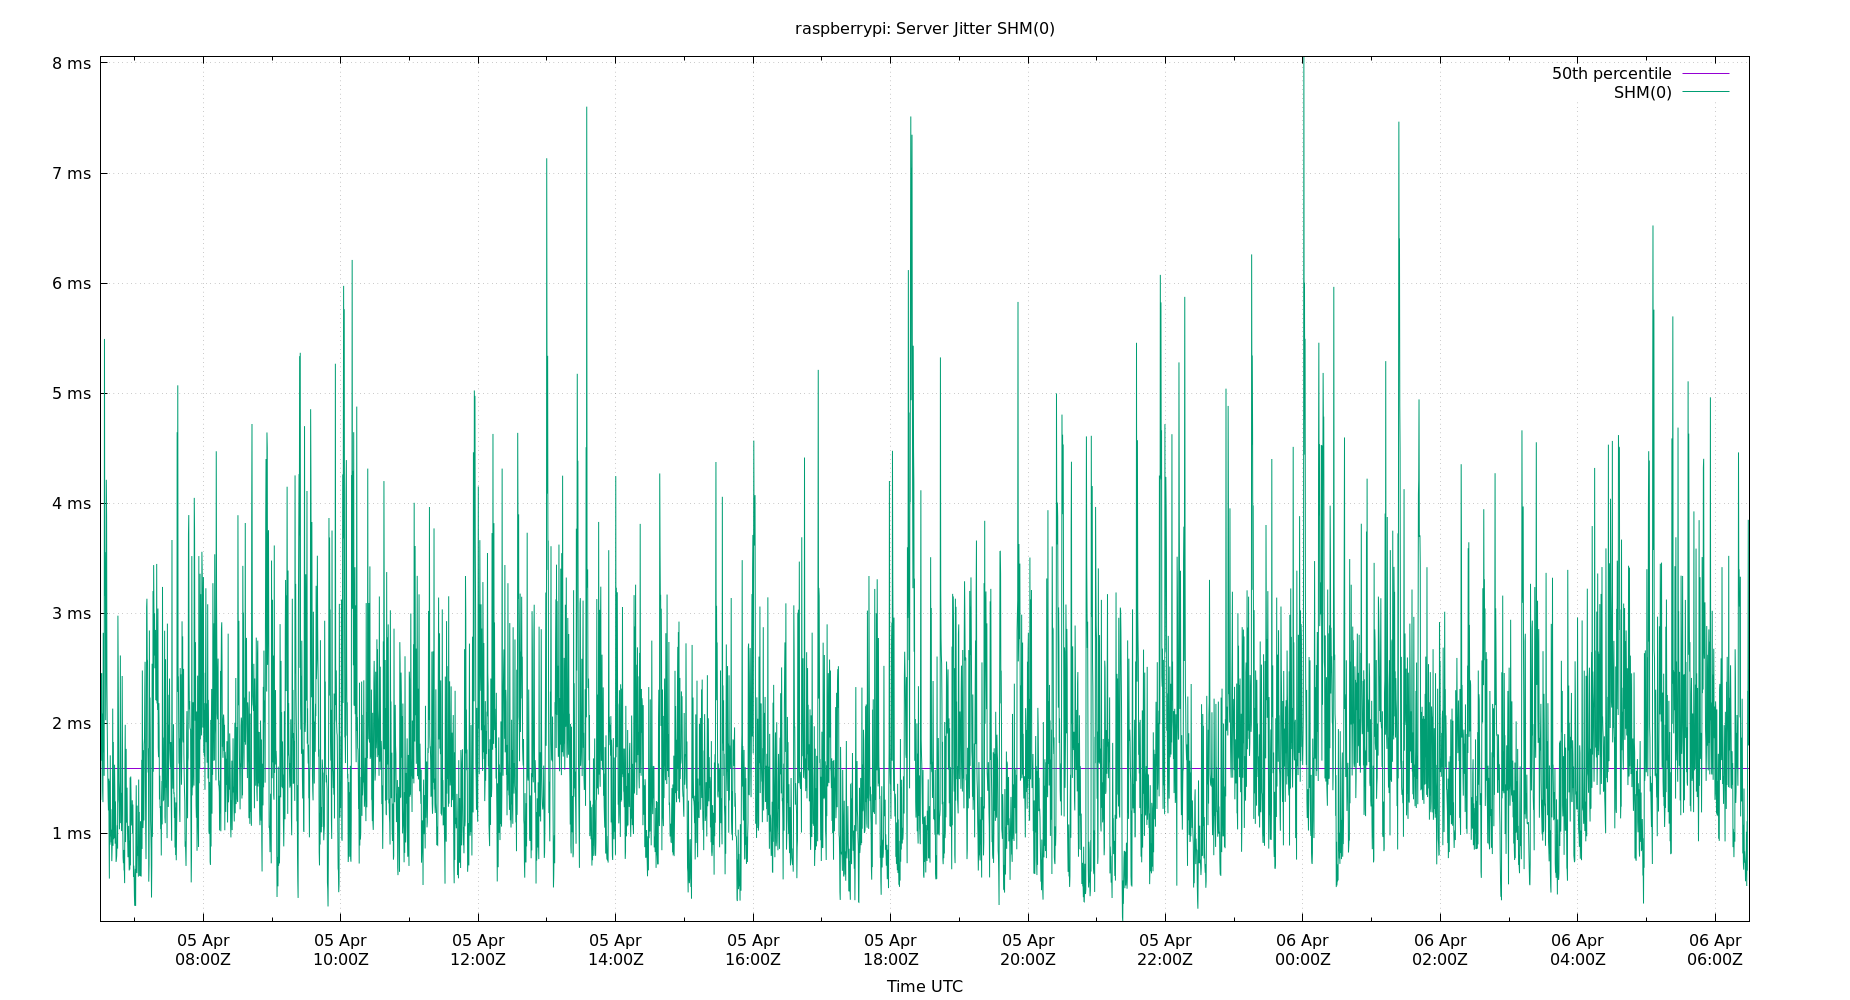 raspberrypi: Server Jitter SHM(0)
8 ms
7 ms
6 ms
5 ms
4 ms
3 ms
2 ms
1 ms
50th percentile
SHM(0)
05 Apr
08:00Z
05 Apr
10:00Z
05 Apr
12:00Z
05 Apr
14:00Z
05 Apr
16:00Z
05 Apr
18:00Z
05 Apr
20:00Z
05 Apr
22:00Z
06 Apr
00:00Z
06 Apr
02:00Z
06 Apr
04:00Z
06 Apr
06:00Z
Time UTC